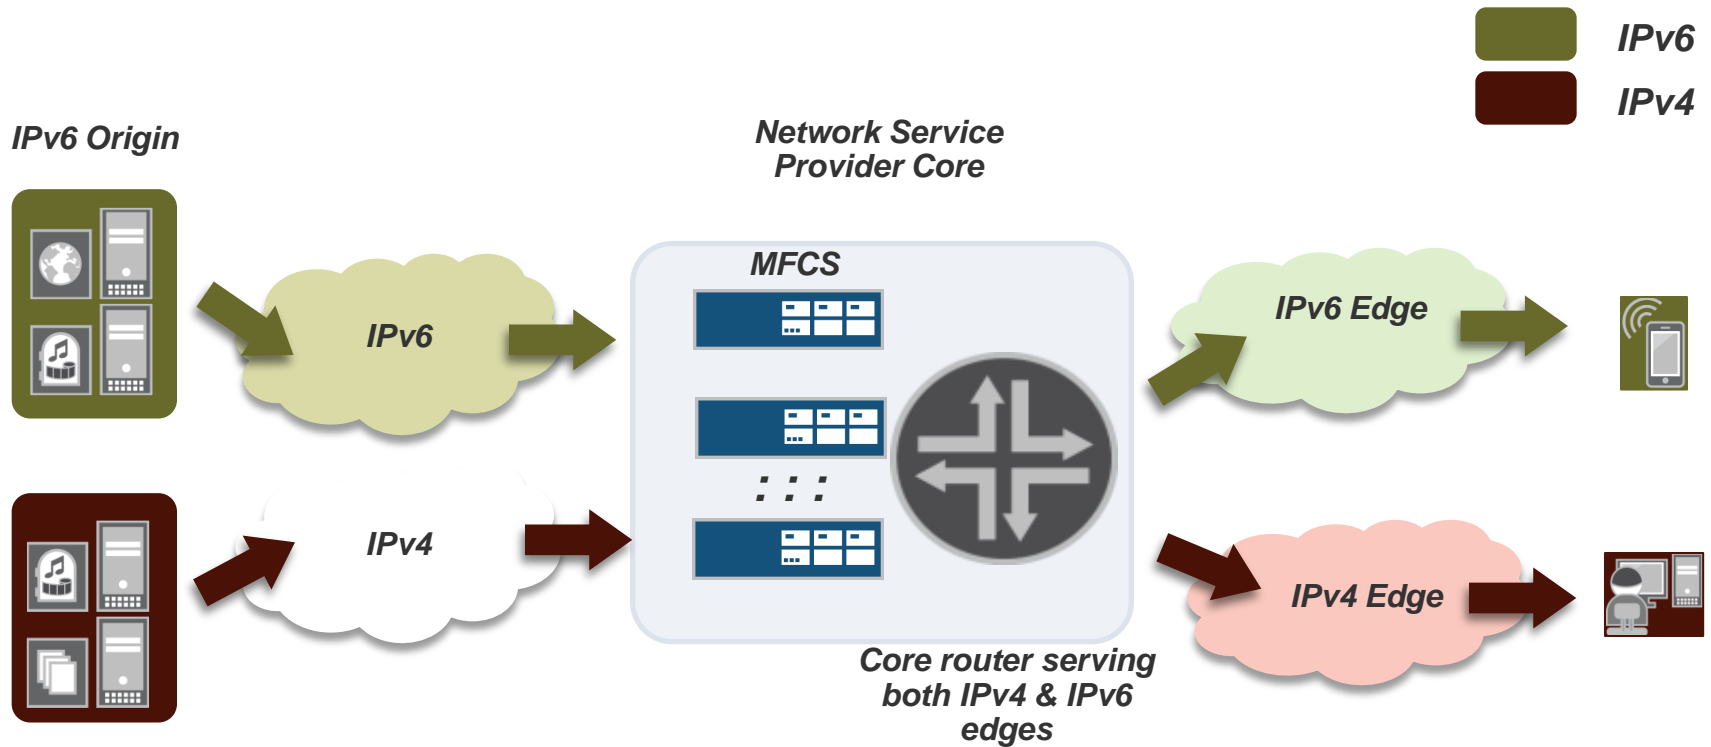 IPv6
IPv4
IPv6 Origin
Network Service
Provider Core
MFCS
IPv6
IPv6 Edge
: : :
IPv4
IPv4 Edge
Core router serving
both IPv4 & IPv6
edges